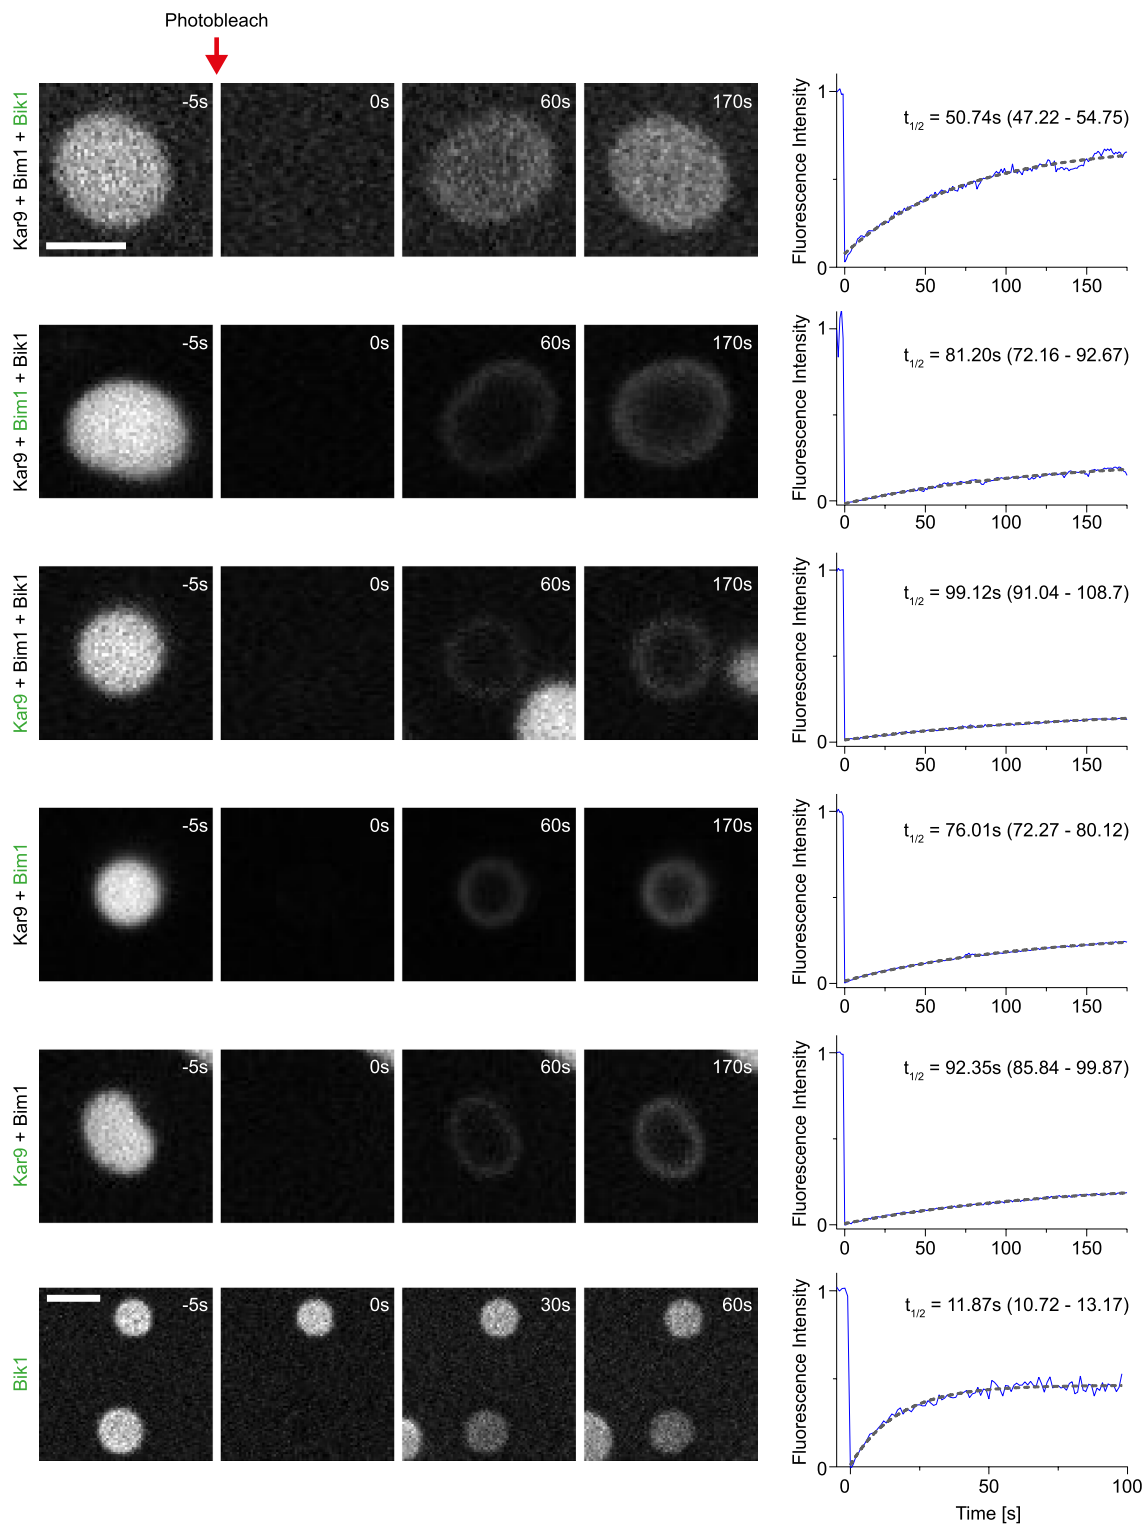 Photobleach
Kar9 + Bim1 + Bik1
-5s
0s
60s
170s
Fluorescence Intensity
1
0
t1/2 = 50.74s (47.22 - 54.75)
0
50
100
150
Kar9 + Bim1 + Bik1
-5s
0s
60s
170s
Fluorescence Intensity
1
0
t1/2 = 81.20s (72.16 - 92.67)
0
50
100
150
Kar9 + Bim1 + Bik1
-5s
0s
60s
170s
Fluorescence Intensity
1
0
t1/2 = 99.12s (91.04 - 108.7)
0
50
100
150
Kar9 + Bim1
-5s
0s
60s
170s
Fluorescence Intensity
1
0
t1/2 = 76.01s (72.27 - 80.12)
0
50
100
150
Kar9 + Bim1
-5s
0s
60s
170s
Fluorescence Intensity
1
0
t1/2 = 92.35s (85.84 - 99.87)
0
50
100
150
Bik1
-5s
0s
30s
60s
Fluorescence Intensity
1
0
t1/2 = 11.87s (10.72 - 13.17)
0
50
100
Time [s]